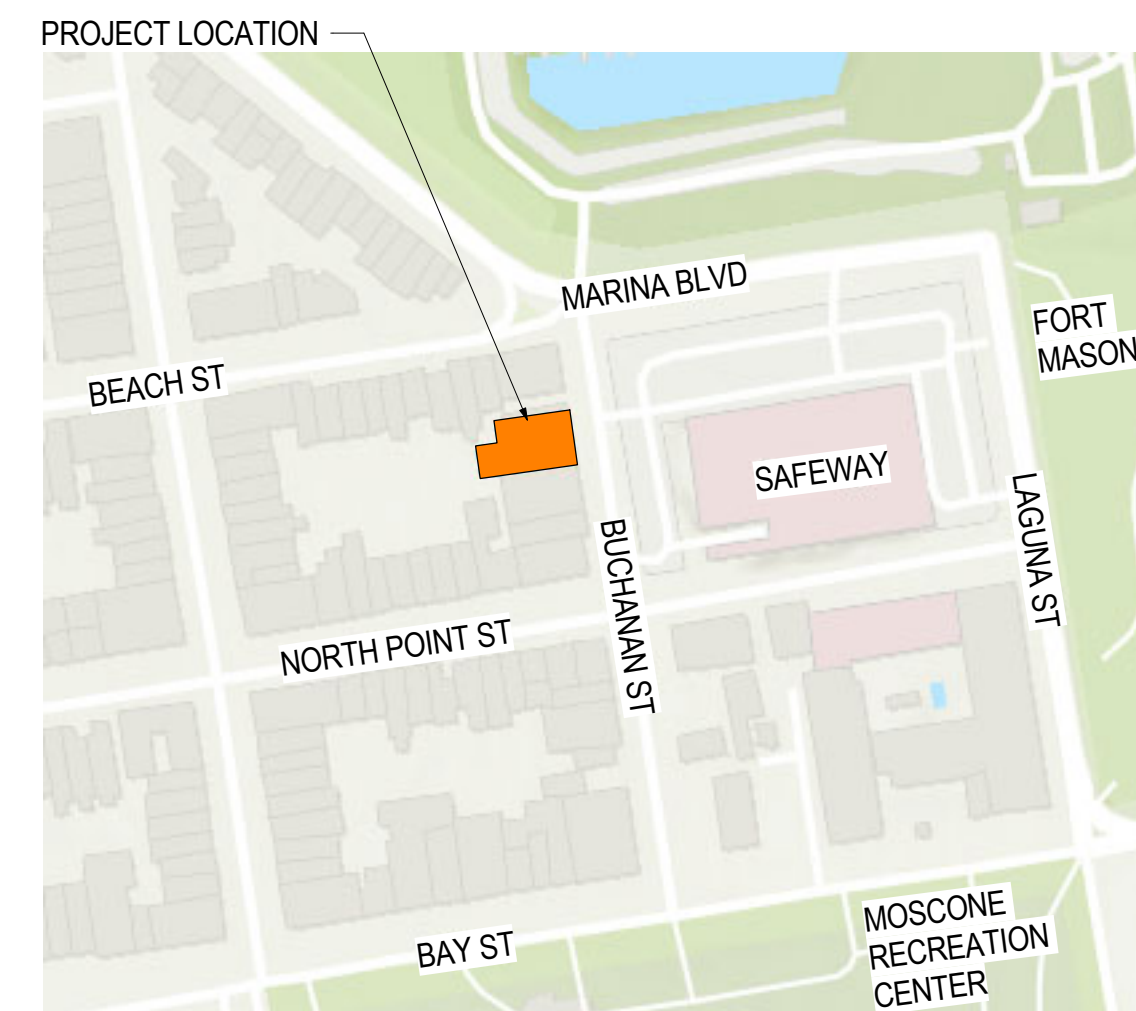 PROJECT LOCATION
MARINA BLVD
FORT
MASON
BEACH ST
SAFEWAY
LAGUNA ST
BUCHANAN ST
NORTH POINT ST
MOSCONE
RECREATION
CENTER
BAY ST